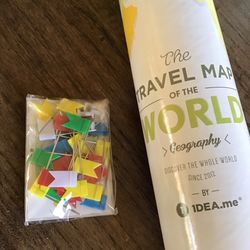 The
TRAVEL MAP
OF THE
WORLD
Geography
DISCOVER THE WHOLE WORLD
SINCE 2013
BY
1DEA.me®